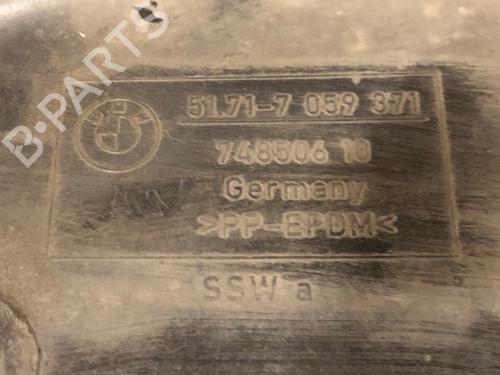 B-PARTS
BMW
51.71-7 059 371
748506 10
Germany
>PP-EPDM<
SSW a